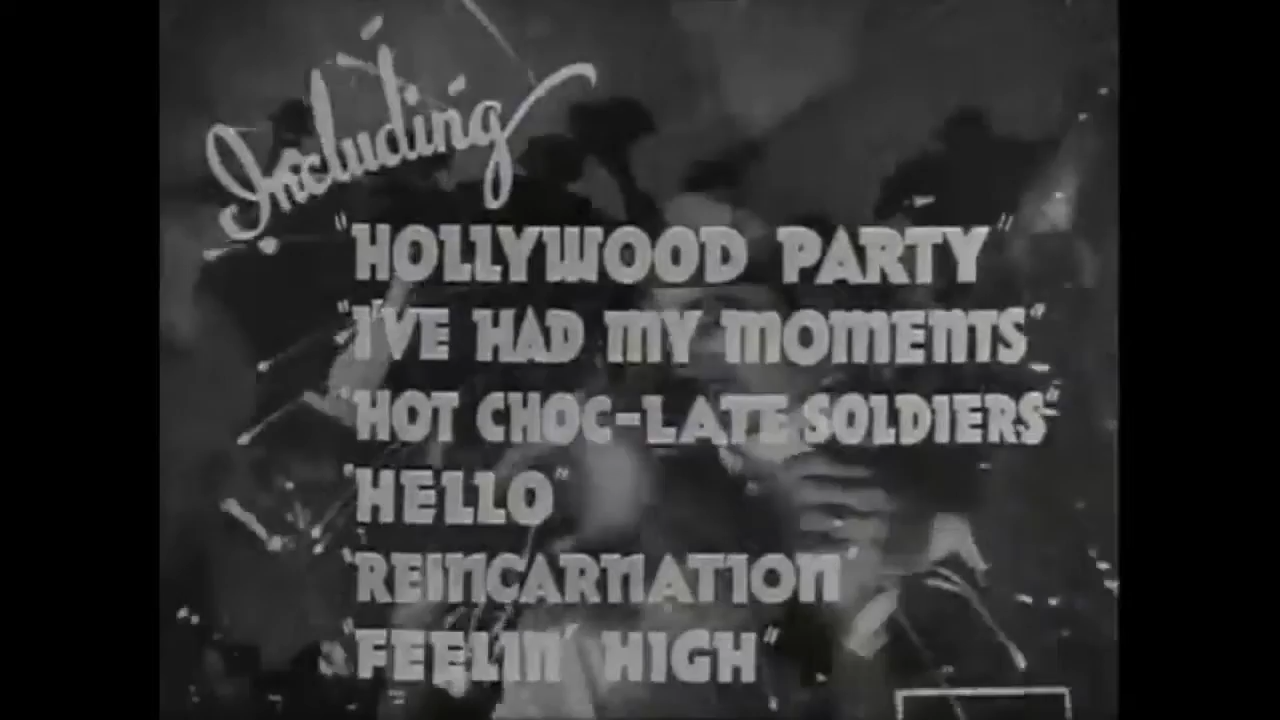 Including
"HOLLYWOOD PARTY"
"I'VE HAD MY MOMENTS"
"HOT CHOC-LATE SOLDIERS"
"HELLO"
"REINCARNATION"
"FEELIN' HIGH"